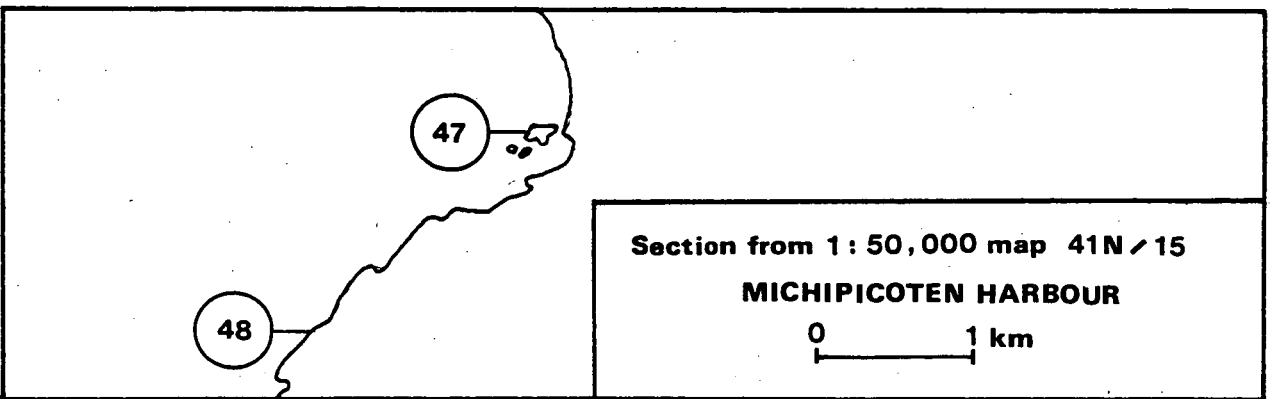 47
48
Section from 1 : 50,000 map 41N / 15
MICHIPICOTEN HARBOUR
0 1 km